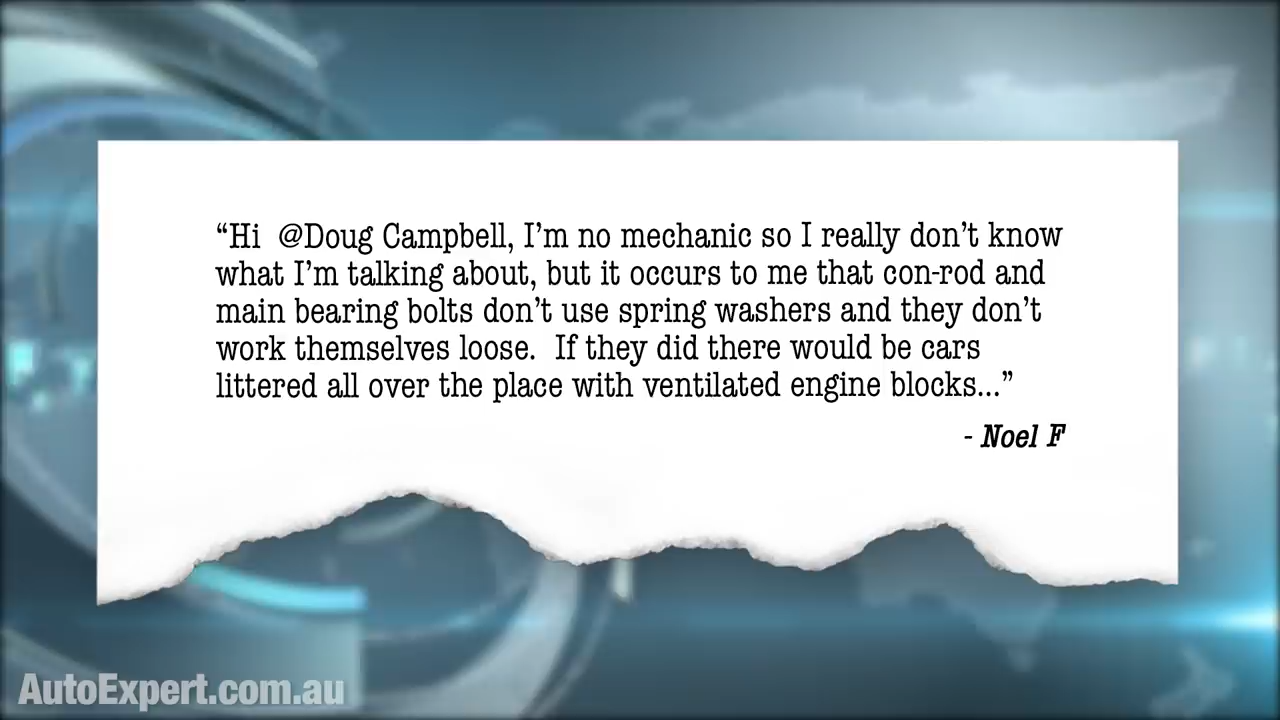 “Hi  @Doug Campbell, I’m no mechanic so I really don’t know
what I’m talking about, but it occurs to me that con-rod and
main bearing bolts don’t use spring washers and they don’t
work themselves loose.  If they did there would be cars
littered all over the place with ventilated engine blocks...”
- Noel F
AutoExpert.com.au